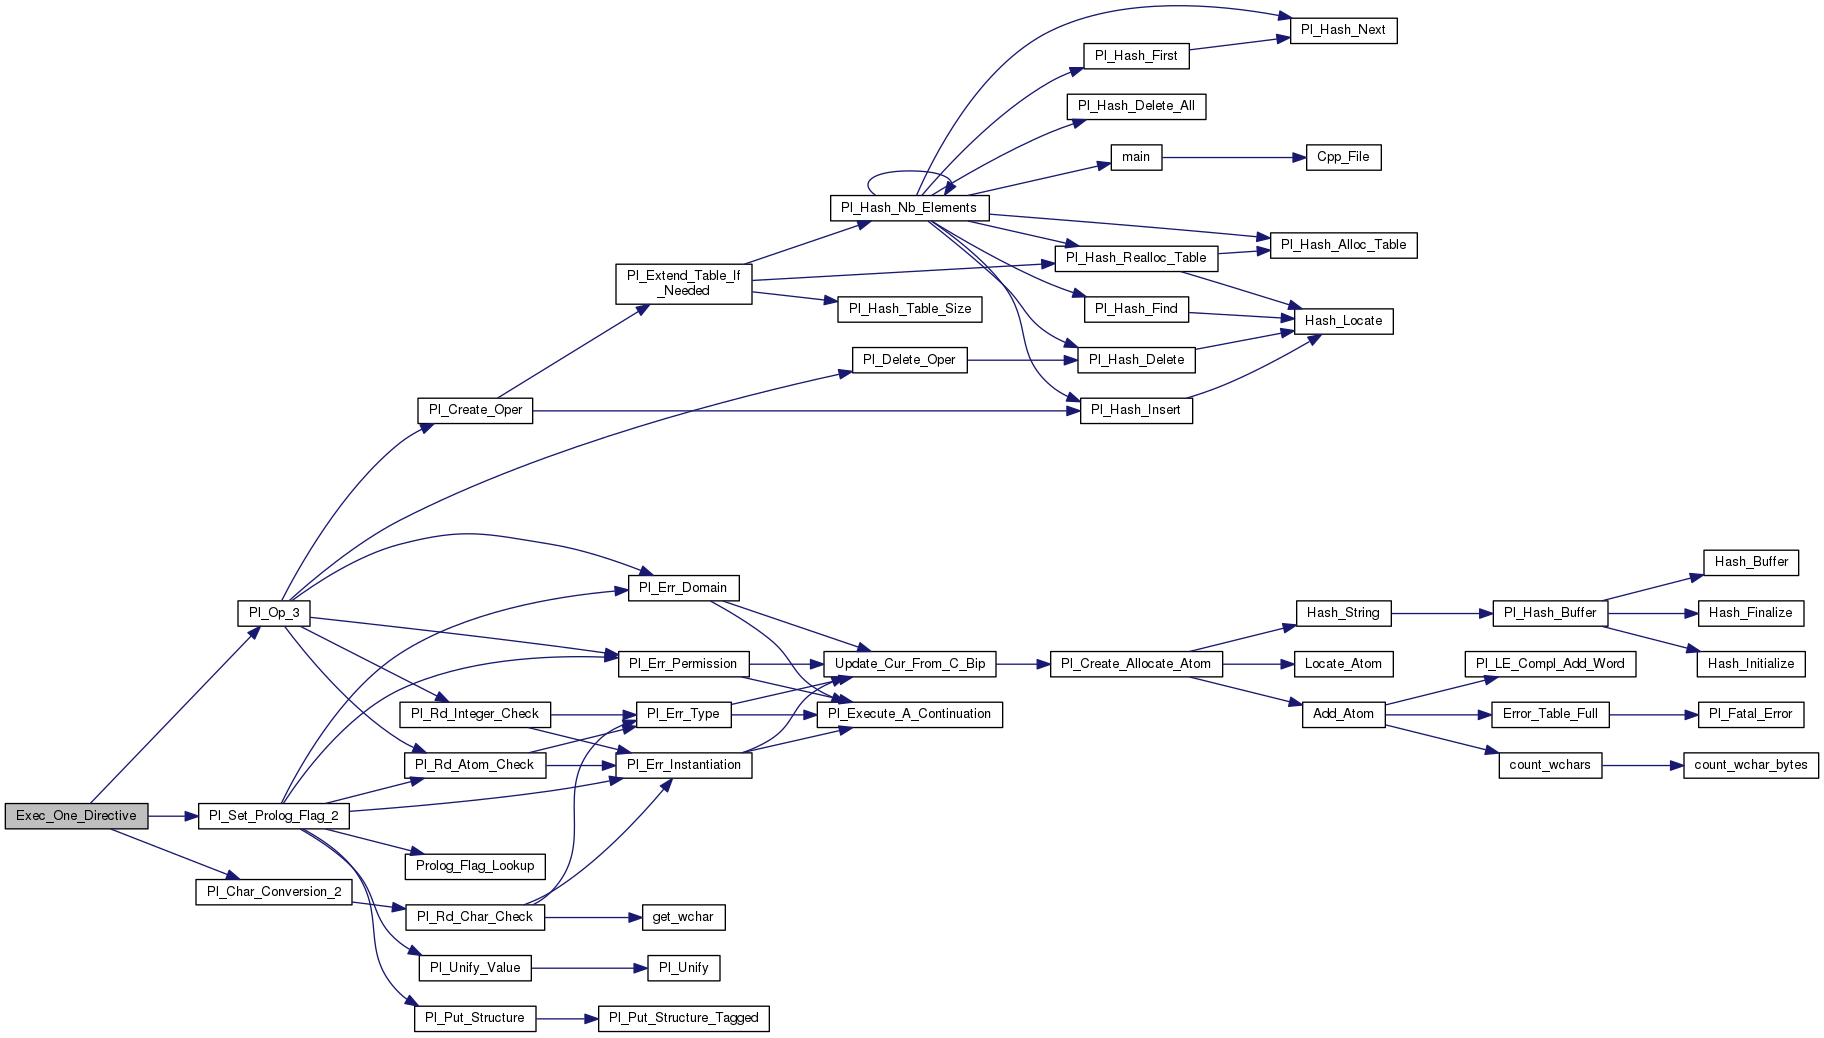 Pl_Hash_Next
Pl_Hash_First
Pl_Hash_Delete_All
main
Cpp_File
Pl_Hash_Nb_Elements
Pl_Hash_Alloc_Table
Pl_Hash_Realloc_Table
Pl_Extend_Table_If
_Needed
Pl_Hash_Table_Size
Pl_Hash_Find
Hash_Locate
Pl_Delete_Oper
Pl_Hash_Delete
Pl_Create_Oper
Pl_Hash_Insert
Hash_Buffer
Pl_Err_Domain
Pl_Op_3
Hash_String
Pl_Hash_Buffer
Hash_Finalize
Pl_Err_Permission
Update_Cur_From_C_Bip
Pl_Create_Allocate_Atom
Locate_Atom
Pl_LE_Compl_Add_Word
Hash_Initialize
Pl_Rd_Integer_Check
Pl_Err_Type
Pl_Execute_A_Continuation
Add_Atom
Error_Table_Full
Pl_Fatal_Error
Pl_Rd_Atom_Check
Pl_Err_Instantiation
count_wchars
count_wchar_bytes
Exec_One_Directive
Pl_Set_Prolog_Flag_2
Prolog_Flag_Lookup
Pl_Char_Conversion_2
Pl_Rd_Char_Check
get_wchar
Pl_Unify_Value
Pl_Unify
Pl_Put_Structure
Pl_Put_Structure_Tagged